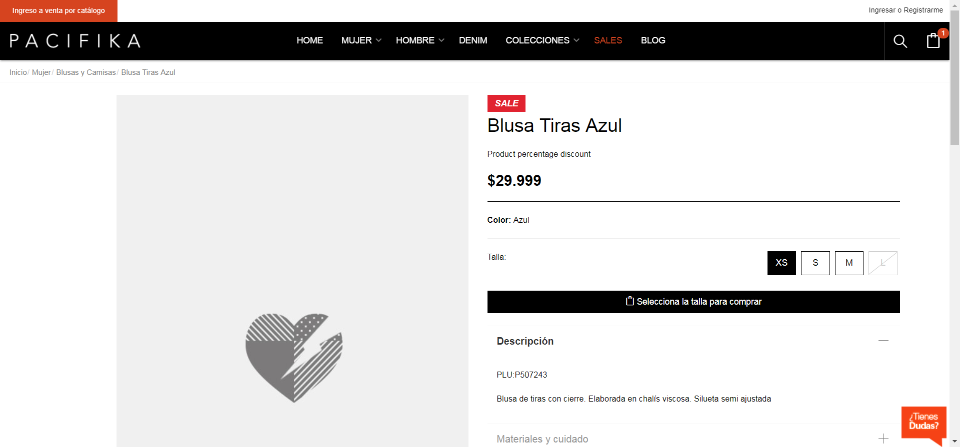 Ingreso a venta por catálogo
Ingresar o Registrarme
PACIFIKA
HOME MUJER HOMBRE DENIM COLECCIONES SALES BLOG
1
Inicio/ Mujer/ Blusas y Camisas/ Blusa Tiras Azul
SALE
Blusa Tiras Azul
Product percentage discount
$29.999
Color: Azul
Talla:
XS S M L
Selecciona la talla para comprar
Descripción
PLU:P507243
Blusa de tiras con cierre. Elaborada en chalís viscosa. Silueta semi ajustada
¿Tienes
Dudas?
Materiales y cuidado